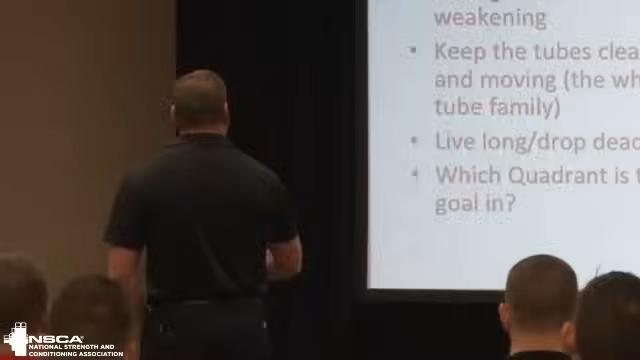 weakening
• Keep the tubes clea
and moving (the wh
tube family)
• Live long/drop dead
• Which Quadrant is t
goal in?
NSCA
NATIONAL STRENGTH AND
CONDITIONING ASSOCIATION